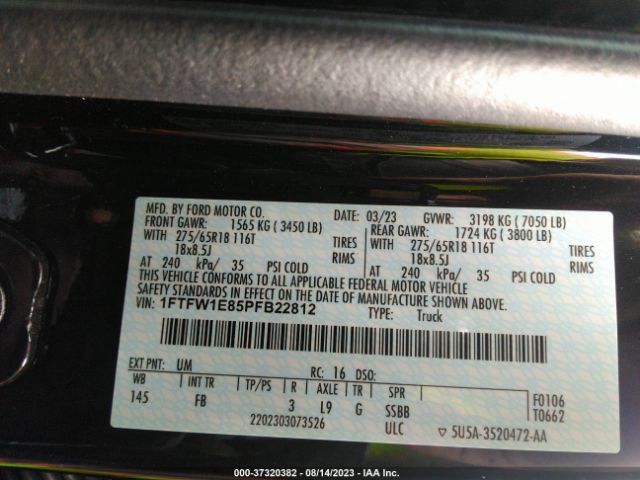 MFD. BY FORD MOTOR CO. DATE: 03/23 GVWR: 3198 KG ( 7050 LB)
FRONT GAWR: 1565 KG ( 3450 LB) REAR GAWR: 1724 KG ( 3800 LB)
WITH 275/65R18 116T TIRES WITH 275/65R18 116T TIRES
18x8.5J RIMS 18x8.5J RIMS
AT 240 kPa/ 35 PSI COLD AT 240 kPa/ 35 PSI COLD
THIS VEHICLE CONFORMS TO ALL APPLICABLE FEDERAL MOTOR VEHICLE
SAFETY STANDARDS IN EFFECT ON THE DATE OF MANUFACTURE SHOWN ABOVE.
VIN: 1FTFW1E85PFB22812 TYPE: Truck
EXT PNT: UM RC: 16 DSO:
WB INT TR TP/PS R AXLE TR SPR F0106
145 FB 3 L9 G SSBB T0662
2202303073526 ULC ▽ 5U5A-3520472-AA
000-37320382 - 08/14/2023 - IAA Inc.